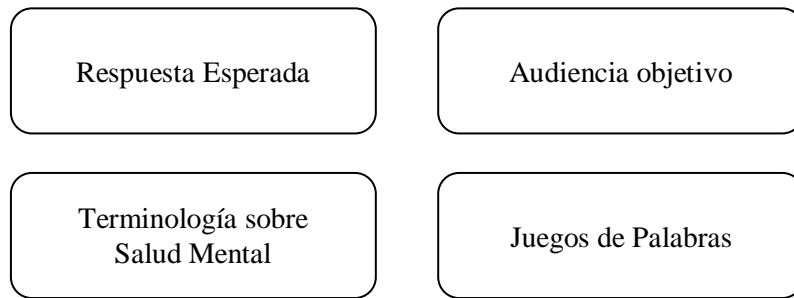 Respuesta Esperada
Audiencia objetivo
Terminología sobre
Salud Mental
Juegos de Palabras